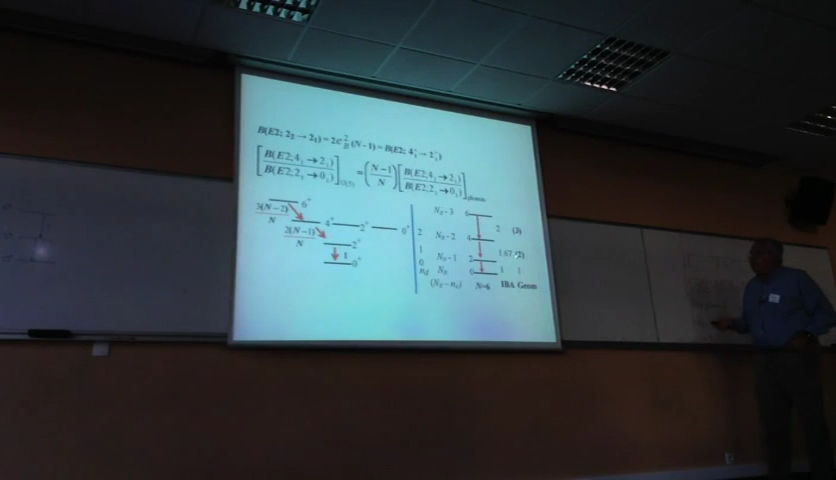 B(E2; 2₂ → 2₁) = 2e²_B (N−1) = B(E2; 4⁺₁ → 2⁺₁)
[B(E2;4₁ → 2₁) / B(E2;2₁ → 0₁)] = (N−1 / N) [B(E2;4₁ → 2₁) / B(E2;2₁ → 0₁)]phonon
6⁺
3(N−2) / N
4⁺ 2⁺ 0⁺
2(N−1) / N
2⁺
1
0⁺
N_B−3 6
2 (3)
2 N_B−2 4
1 1.67 (2)
N_B−1 2
0
n_d N_B 0 1 1
(N_B−n_d) N=6 IBA Geom